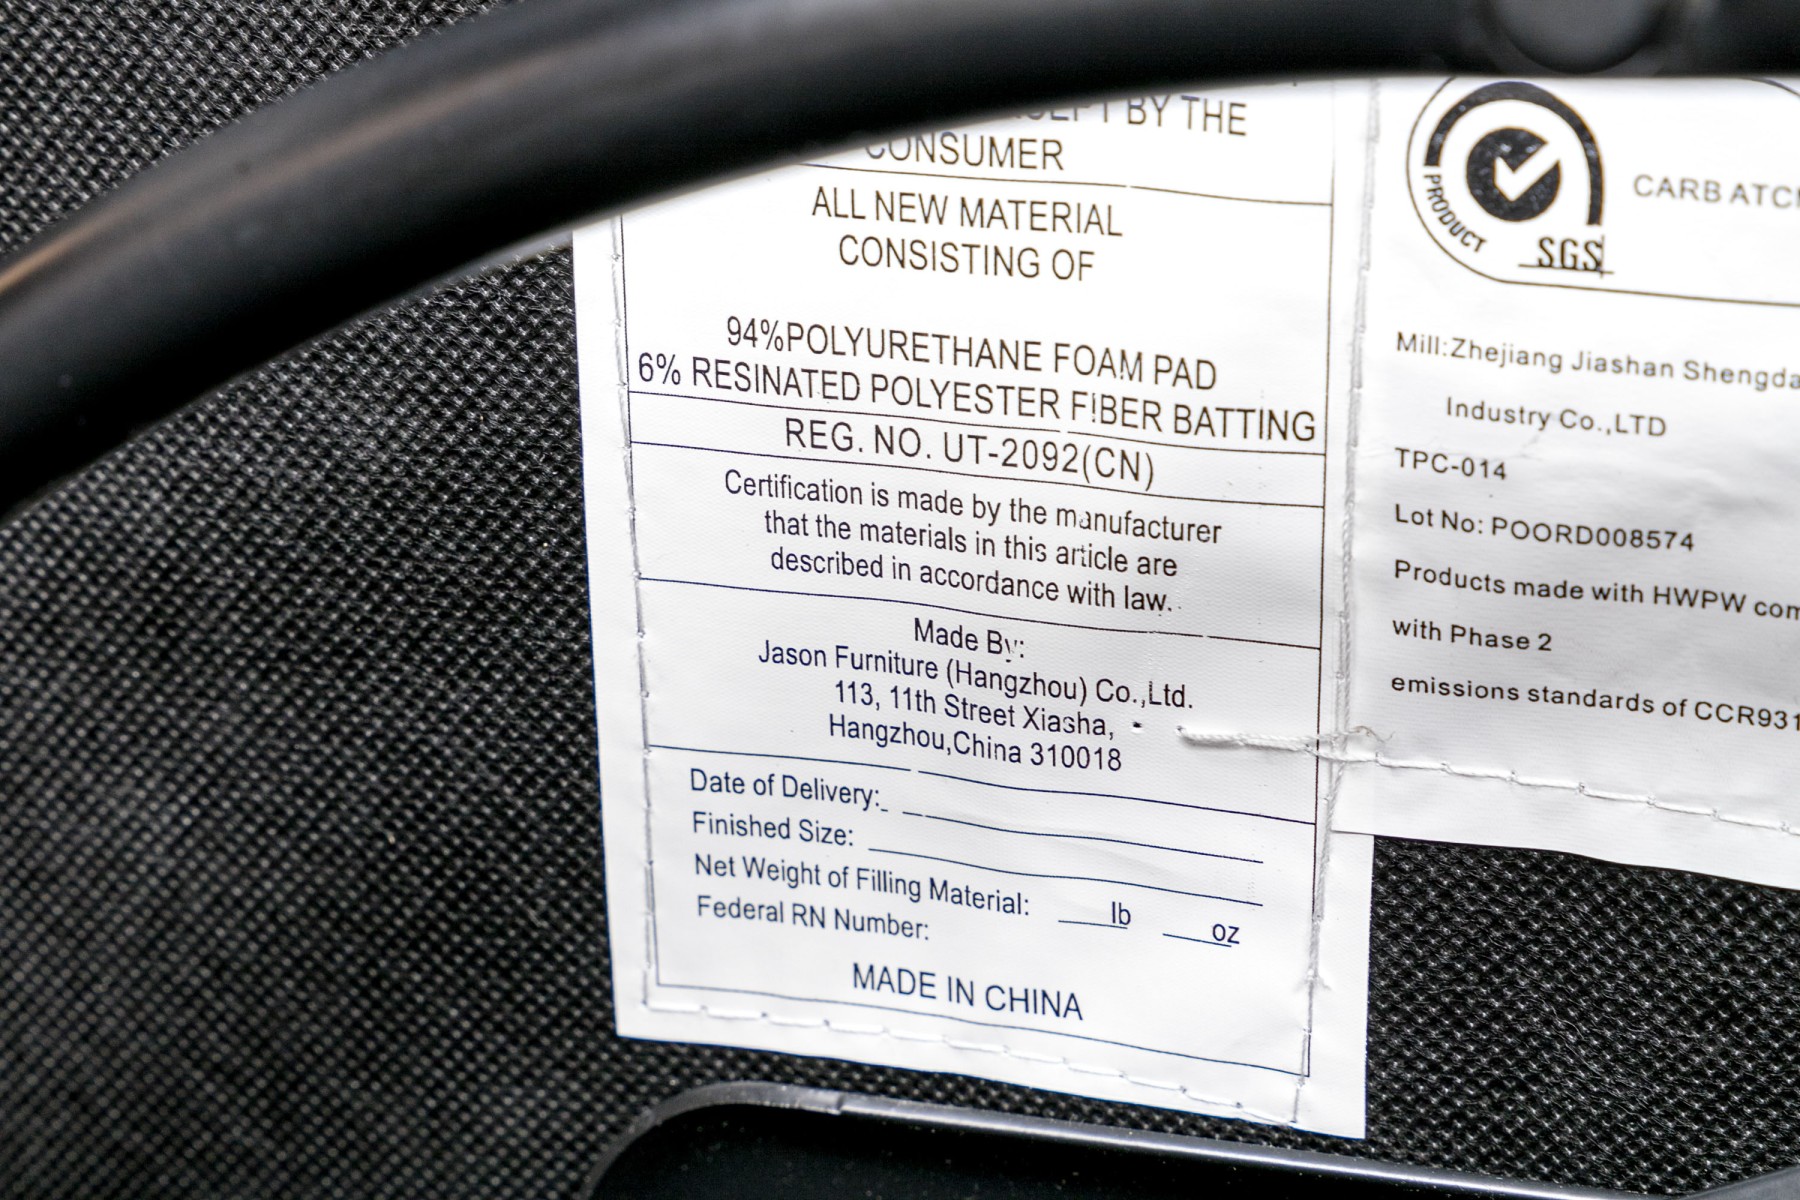 BY THE
CONSUMER
ALL NEW MATERIAL
CONSISTING OF
94%POLYURETHANE FOAM PAD
6% RESINATED POLYESTER FIBER BATTING
REG. NO. UT-2092(CN)
Certification is made by the manufacturer
that the materials in this article are
described in accordance with law.
Made By:
Jason Furniture (Hangzhou) Co.,Ltd.
113, 11th Street Xiasha,
Hangzhou,China 310018
Date of Delivery:
Finished Size:
Net Weight of Filling Material: lb oz
Federal RN Number:
MADE IN CHINA
PRODUCT
SGS
CARB ATC
Mill:Zhejiang Jiashan Shengda
Industry Co.,LTD
TPC-014
Lot No: POORD008574
Products made with HWPW com
with Phase 2
emissions standards of CCR931